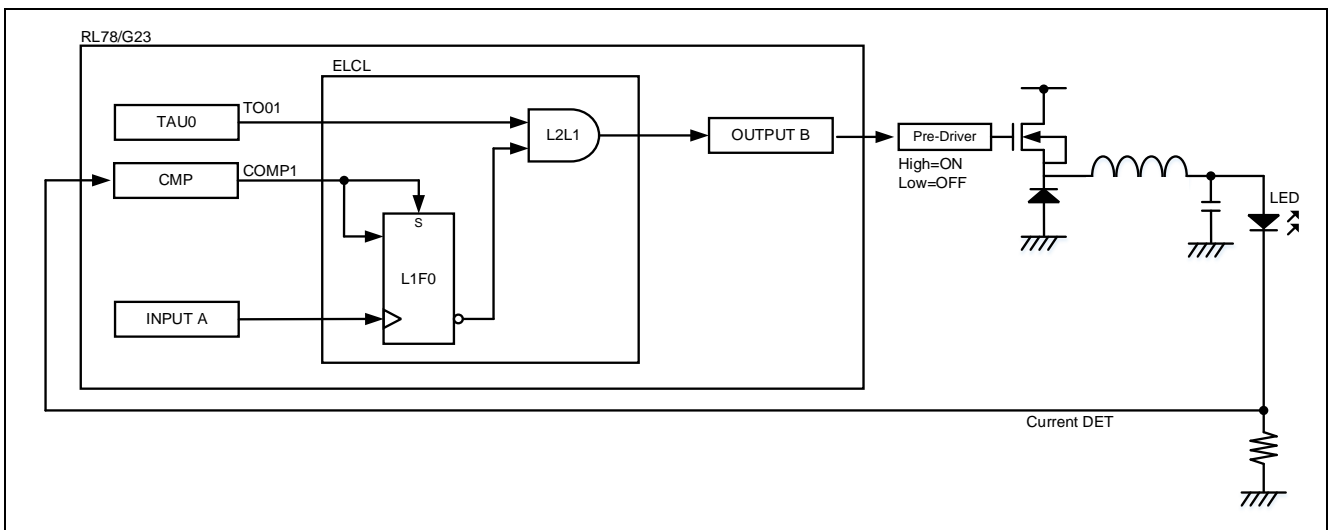 RL78/G23
ELCL
TAU0
TO01
L2L1
OUTPUT B
Pre-Driver
High=ON
Low=OFF
CMP
COMP1
S
L1F0
INPUT A
LED
Current DET